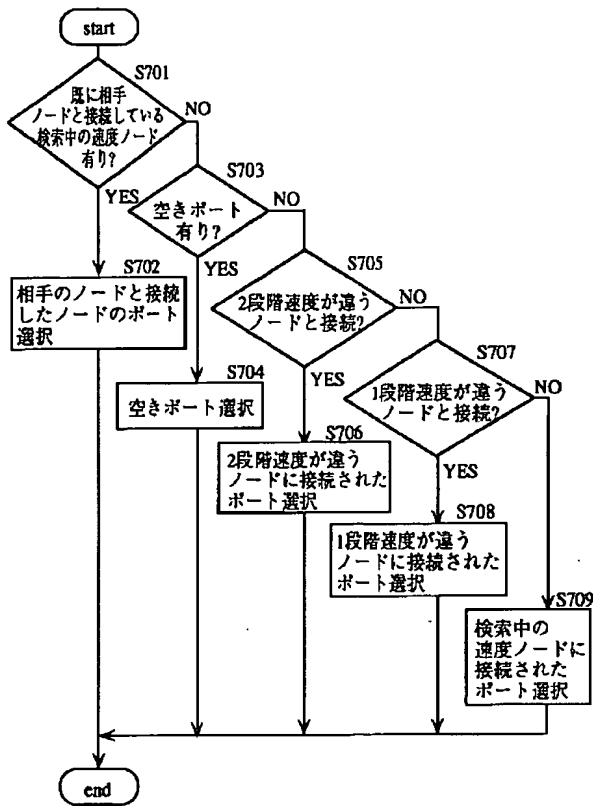 start
S701
既に相手
ノードと接続している
検索中の速度ノード
有り?
NO
YES
S703
空きポート
有り?
NO
YES
S702
相手のノードと接続
したノードのポート
選択
S705
2段階速度が違う
ノードと接続?
NO
YES
S704
空きポート選択
S707
1段階速度が違う
ノードと接続?
NO
YES
S706
2段階速度が違う
ノードに接続された
ポート選択
S708
1段階速度が違う
ノードに接続された
ポート選択
S709
検索中の
速度ノードに
接続された
ポート選択
end